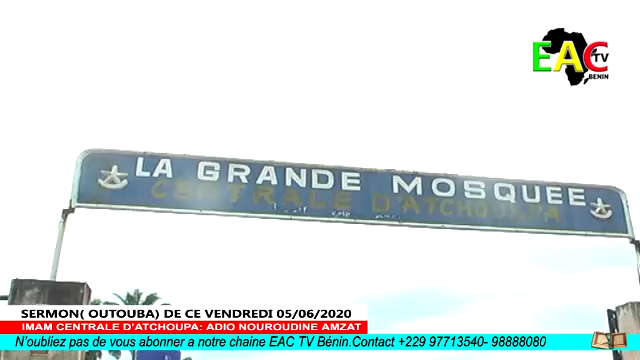 EAC TV
BENIN
LA GRANDE MOSQUEE
CENTRALE D'ATCHOUPA
SERMON( OUTOUBA) DE CE VENDREDI 05/06/2020
IMAM CENTRALE D'ATCHOUPA: ADIO NOUROUDINE AMZAT
N'oubliez pas de vous abonner a notre chaine EAC TV Bénin.Contact +229 97713540- 98888080